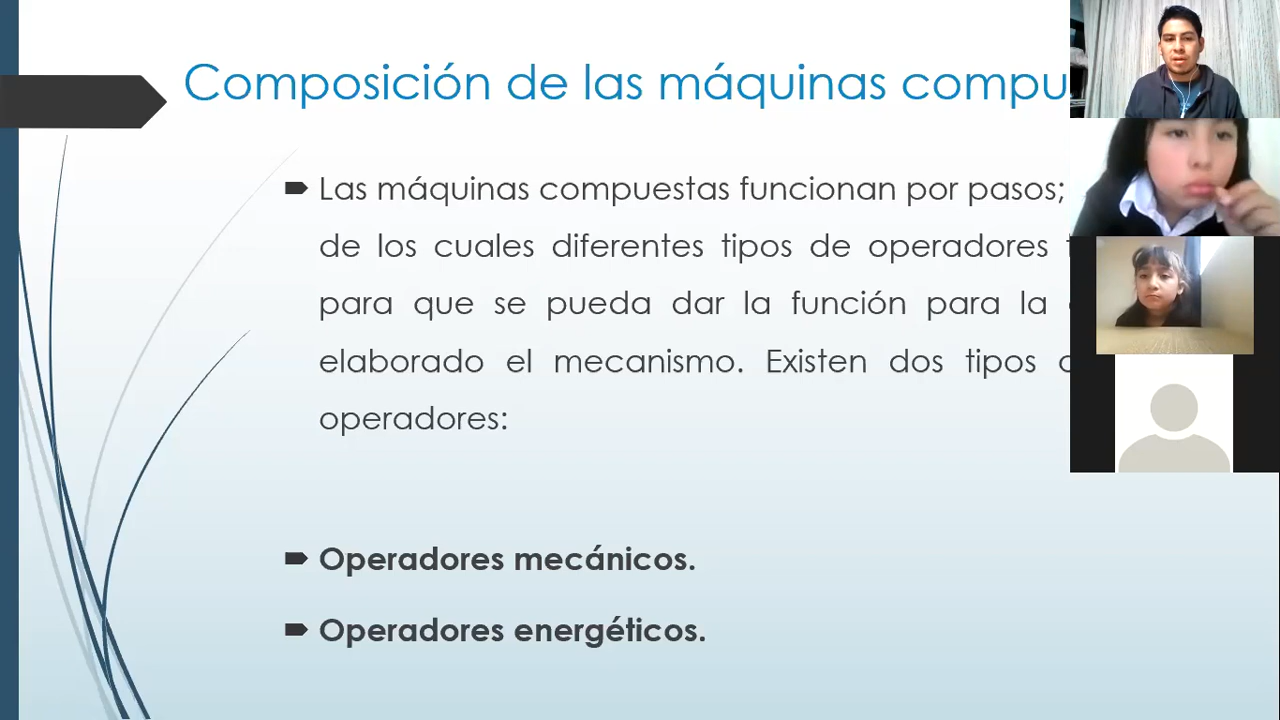 Composición de las máquinas compu
Las máquinas compuestas funcionan por pasos;
de los cuales diferentes tipos de operadores
para que se pueda dar la función para la
elaborado el mecanismo. Existen dos tipos
operadores:
Operadores mecánicos.
Operadores energéticos.